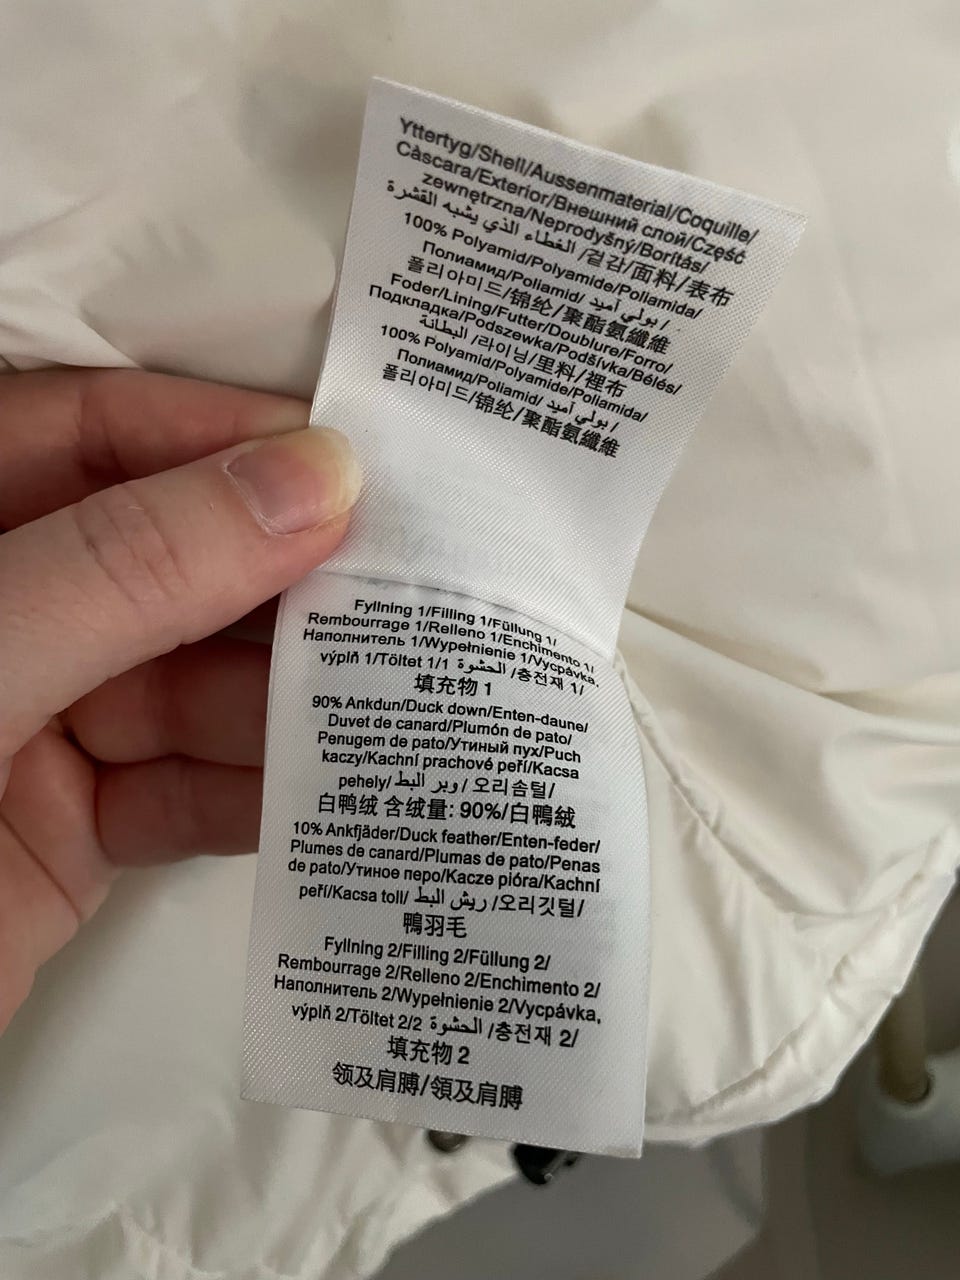 Yttertyg/Shell/Aussenmaterial/Coquille/
Càscara/Exterior/Внешний слой/Część
zewnętrzna/Neprodyšný/Borítás/
الغطاء الذي يشبه القشرة /겉감/面料/表布
100% Polyamid/Polyamide/Poliamida/
Полиамид/Poliamid/ بولي أميد /
폴리아미드/锦纶/聚酯氨纖維
Foder/Lining/Futter/Doublure/Forro/
Подкладка/Podszewka/Podšívka/Bélés/
البطانة /라이닝/里料/裡布
100% Polyamid/Polyamide/Poliamida/
Полиамид/Poliamid/ بولي أميد /
폴리아미드/锦纶/聚酯氨纖維
Fyllning 1/Filling 1/Füllung 1/
Rembourrage 1/Relleno 1/Enchimento 1/
Наполнитель 1/Wypełnienie 1/Vycpávka,
výplň 1/Töltet 1/1 الحشوة /충전재 1/
填充物 1
90% Ankdun/Duck down/Enten-daune/
Duvet de canard/Plumón de pato/
Penugem de pato/Утиный пух/Puch
kaczy/Kachní prachové peří/Kacsa
pehely/ وبر البط / 오리솜털/
白鸭绒 含绒量: 90%/白鴨絨
10% Ankfjäder/Duck feather/Enten-feder/
Plumes de canard/Plumas de pato/Penas
de pato/Утиное перо/Kacze pióra/Kachní
peří/Kacsa toll/ ريش البط /오리깃털/
鴨羽毛
Fyllning 2/Filling 2/Füllung 2/
Rembourrage 2/Relleno 2/Enchimento 2/
Наполнитель 2/Wypełnienie 2/Vycpávka,
výplň 2/Töltet 2/2 الحشوة /충전재 2/
填充物 2
领及肩膊/領及肩膊